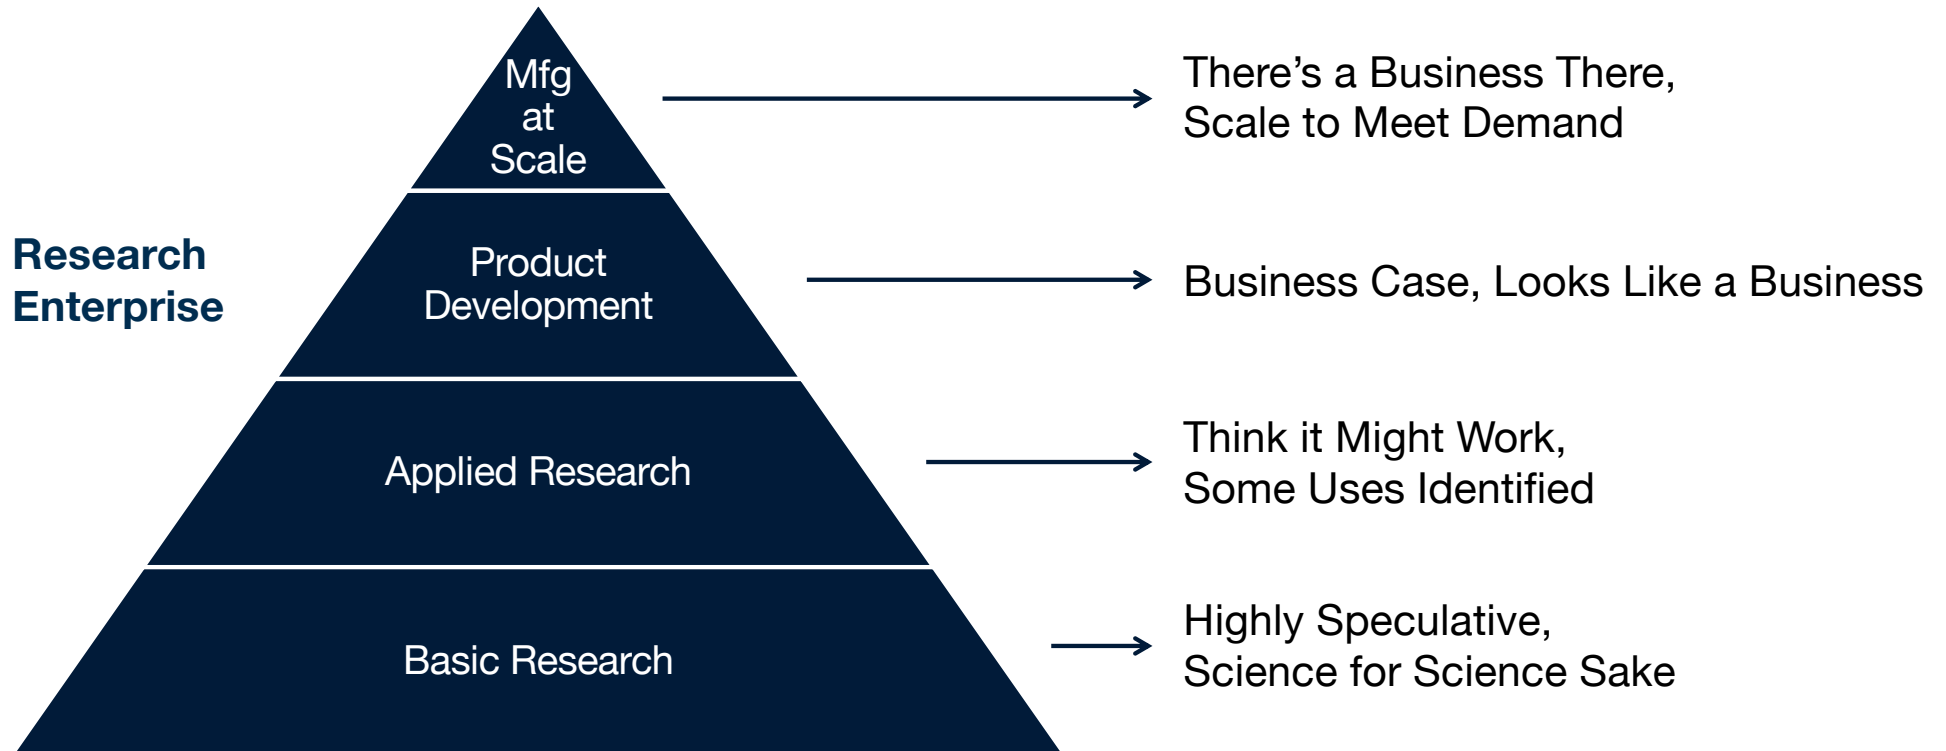 Mfg
at
Scale
There’s a Business There,
Scale to Meet Demand
Research
Enterprise
Product
Development
Business Case, Looks Like a Business
Applied Research
Think it Might Work,
Some Uses Identified
Basic Research
Highly Speculative,
Science for Science Sake